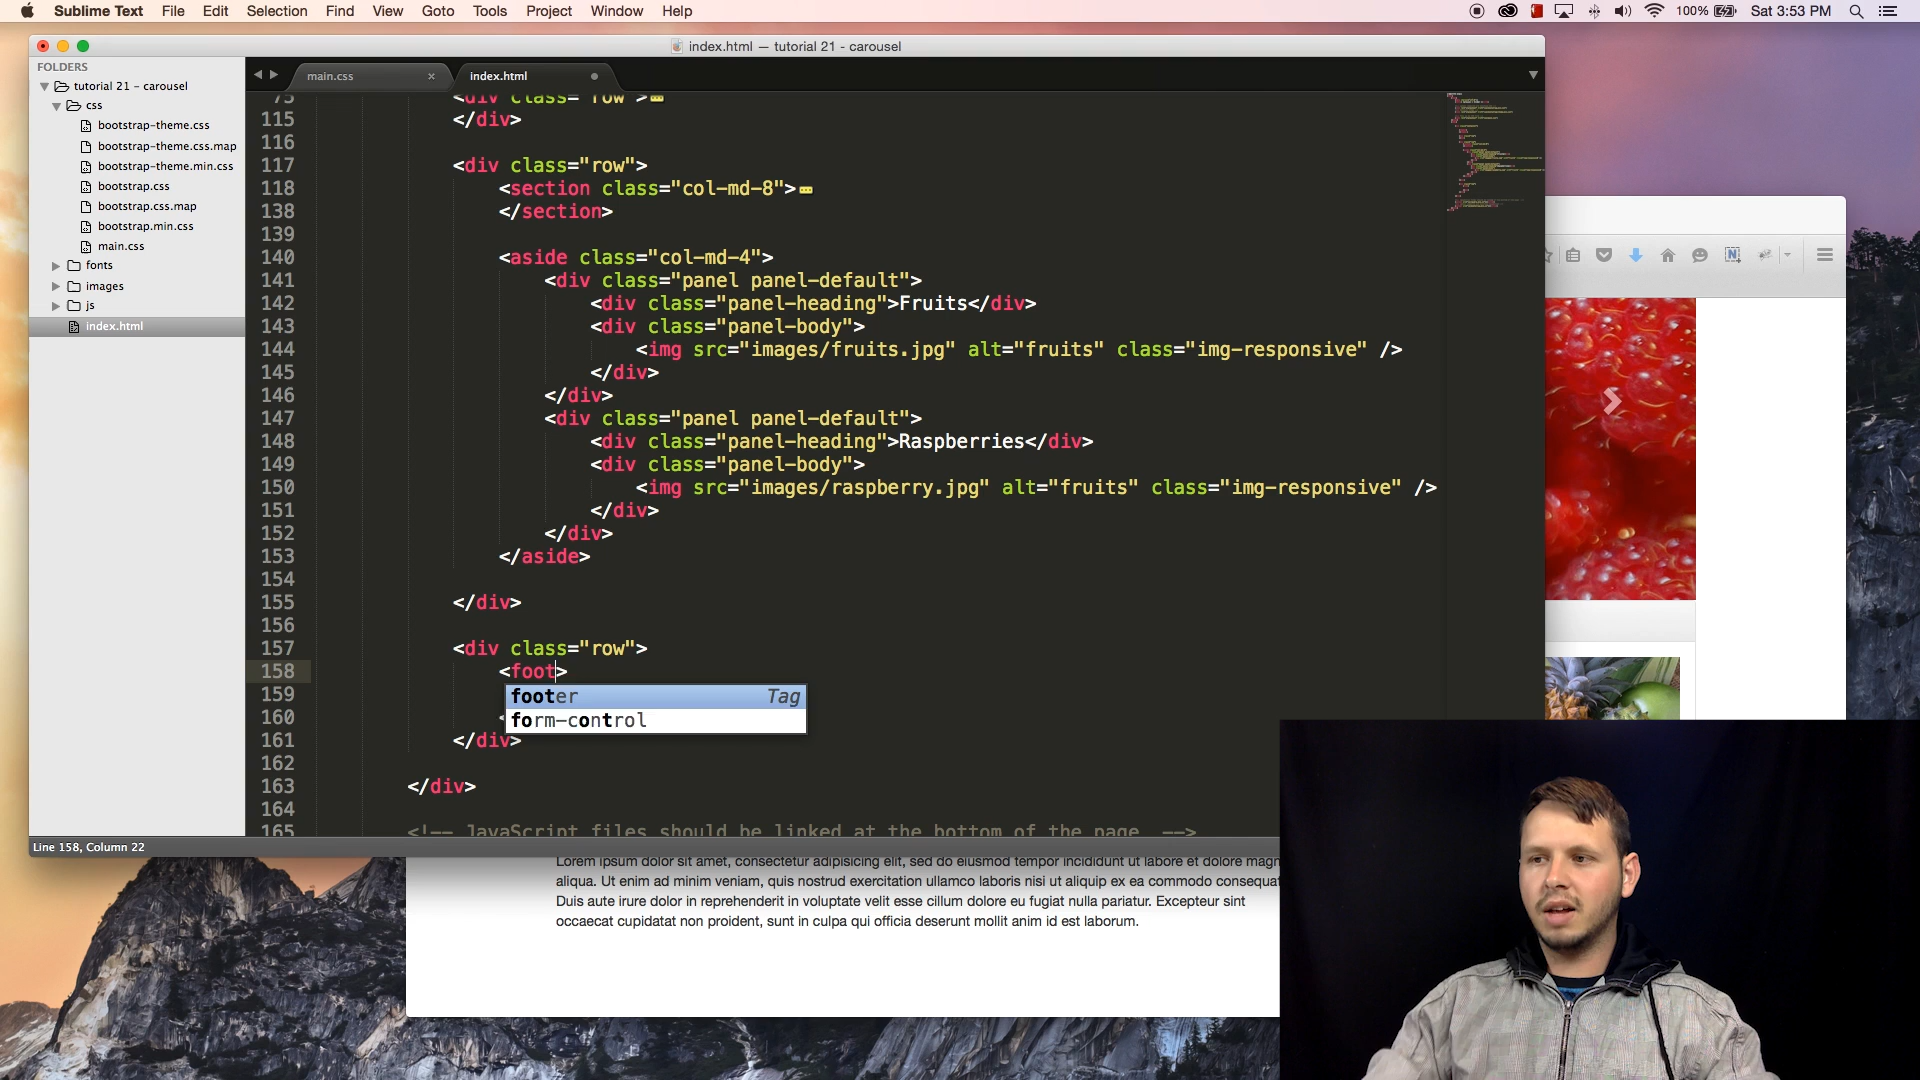 Sublime Text File Edit Selection Find View Goto Tools Project Window Help 100% Sat 3:53 PM
index.html — tutorial 21 - carousel
FOLDERS
tutorial 21 - carousel
css
bootstrap-theme.css
bootstrap-theme.css.map
bootstrap-theme.min.css
bootstrap.css
bootstrap.css.map
bootstrap.min.css
main.css
fonts
images
js
index.html
main.css × index.html
75 <div class="row">
115 </div>
116
117 <div class="row">
118 <section class="col-md-8">
138 </section>
139
140 <aside class="col-md-4">
141 <div class="panel panel-default">
142 <div class="panel-heading">Fruits</div>
143 <div class="panel-body">
144 <img src="images/fruits.jpg" alt="fruits" class="img-responsive" />
145 </div>
146 </div>
147 <div class="panel panel-default">
148 <div class="panel-heading">Raspberries</div>
149 <div class="panel-body">
150 <img src="images/raspberry.jpg" alt="fruits" class="img-responsive" />
151 </div>
152 </div>
153 </aside>
154
155 </div>
156
157 <div class="row">
158 <foot>
159
footer Tag
160 <
form-control
161 </div>
162
163 </div>
164
165 <!-- JavaScript files should be linked at the bottom of the page -->
Line 158, Column 22
Lorem ipsum dolor sit amet, consectetur adipisicing elit, sed do eiusmod tempor incididunt ut labore et dolore magn
aliqua. Ut enim ad minim veniam, quis nostrud exercitation ullamco laboris nisi ut aliquip ex ea commodo consequat
Duis aute irure dolor in reprehenderit in voluptate velit esse cillum dolore eu fugiat nulla pariatur. Excepteur sint
occaecat cupidatat non proident, sunt in culpa qui officia deserunt mollit anim id est laborum.